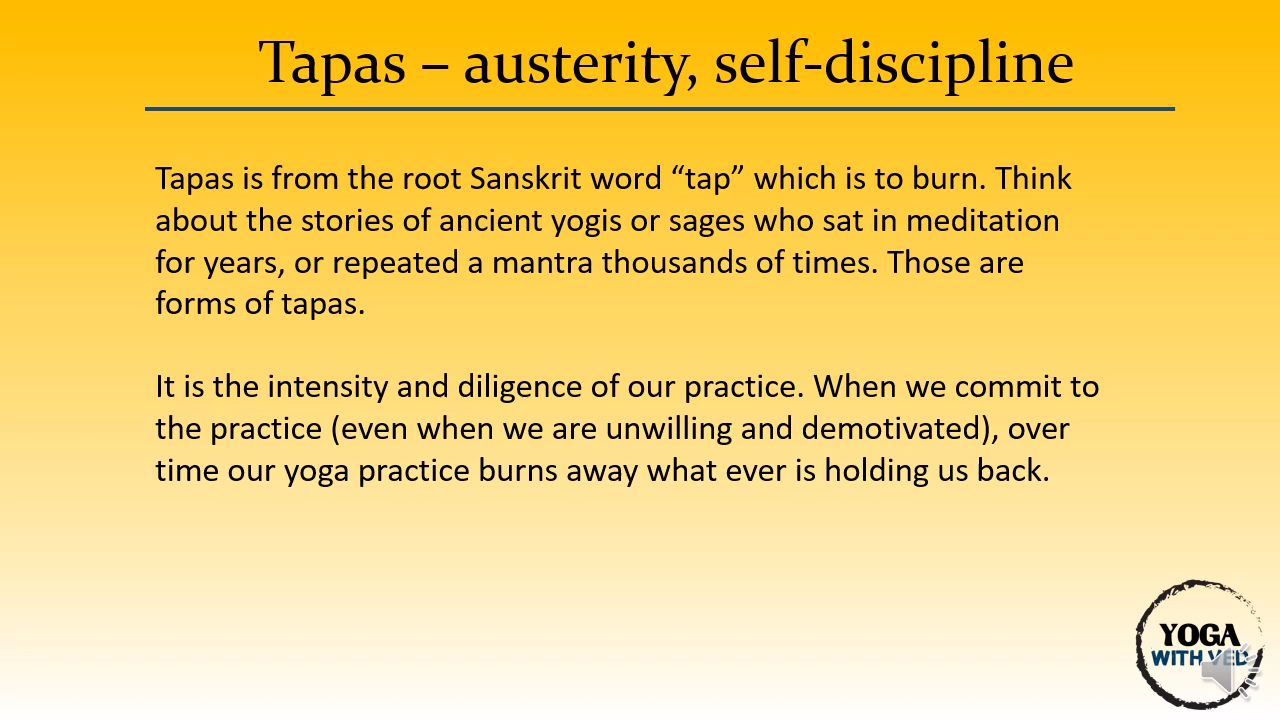 Tapas – austerity, self-discipline
Tapas is from the root Sanskrit word “tap” which is to burn. Think
about the stories of ancient yogis or sages who sat in meditation
for years, or repeated a mantra thousands of times. Those are
forms of tapas.
It is the intensity and diligence of our practice. When we commit to
the practice (even when we are unwilling and demotivated), over
time our yoga practice burns away what ever is holding us back.
YOGA
WITH VED